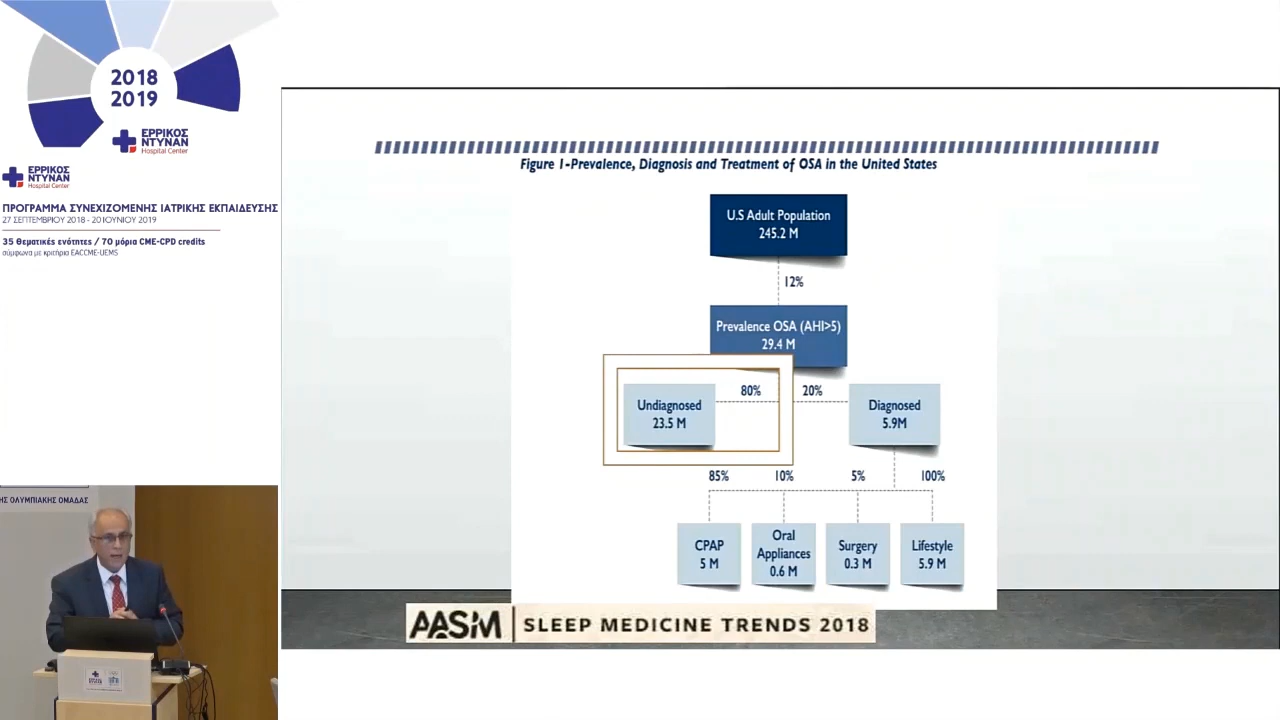 2018
2019
ΕΡΡΙΚΟΣ
ΝΤΥΝΑΝ
Hospital Center
ΕΡΡΙΚΟΣ
ΝΤΥΝΑΝ
Hospital Center
ΠΡΟΓΡΑΜΜΑ ΣΥΝΕΧΙΖΟΜΕΝΗΣ ΙΑΤΡΙΚΗΣ ΕΚΠΑΙΔΕΥΣΗΣ
27 ΣΕΠΤΕΜΒΡΙΟΥ 2018 - 20 ΙΟΥΝΙΟΥ 2019
35 Θεματικές ενότητες / 70 μόρια CME-CPD credits
σύμφωνα με κριτήρια EACCME-UEMS
ΗΣ ΟΛΥΜΠΙΑΚΗΣ ΟΜΑΔΑΣ
Figure 1-Prevalence, Diagnosis and Treatment of OSA in the United States
U.S Adult Population
245.2 M
12%
Prevalence OSA (AHI>5)
29.4 M
80%
20%
Undiagnosed
23.5 M
Diagnosed
5.9M
85%
10%
5%
100%
CPAP
5 M
Oral
Appliances
0.6 M
Surgery
0.3 M
Lifestyle
5.9 M
AASM
SLEEP MEDICINE TRENDS 2018